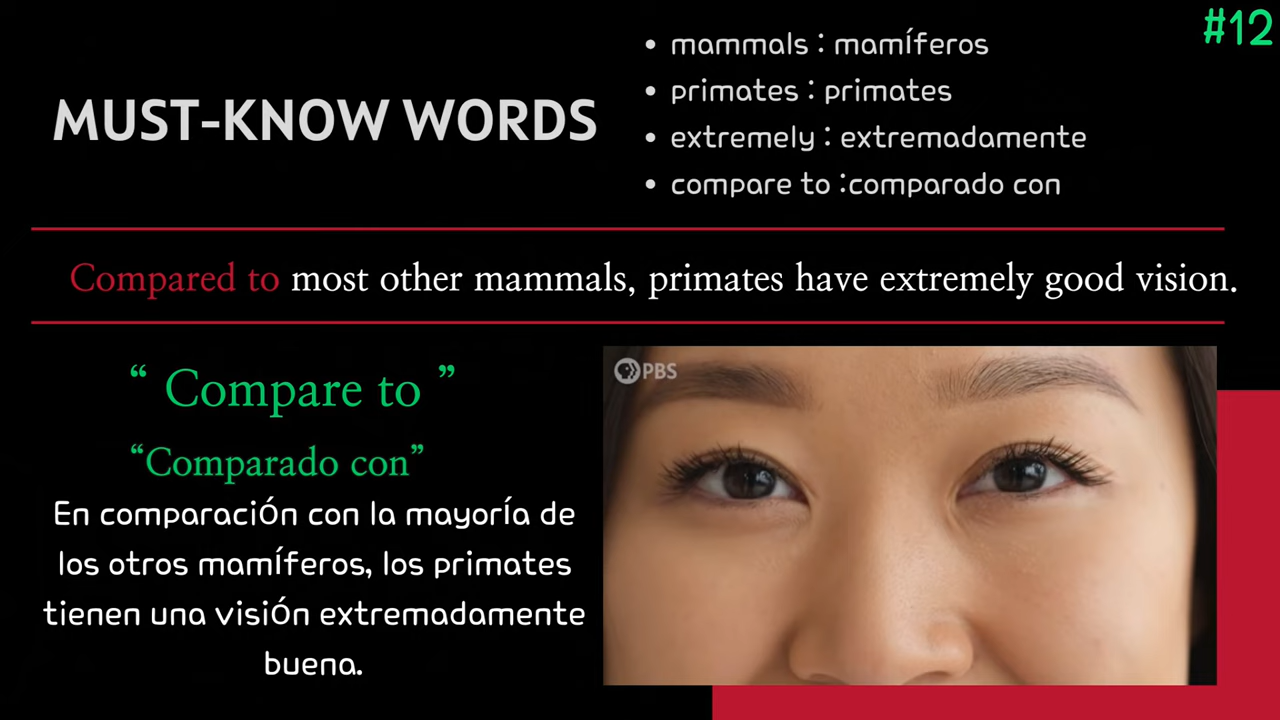 #12
MUST-KNOW WORDS
• mammals : mamíferos
• primates : primates
• extremely : extremadamente
• compare to :comparado con
Compared to most other mammals, primates have extremely good vision.
“ Compare to ”
“Comparado con”
En comparación con la mayoría de
los otros mamíferos, los primates
tienen una visión extremadamente
buena.
PBS